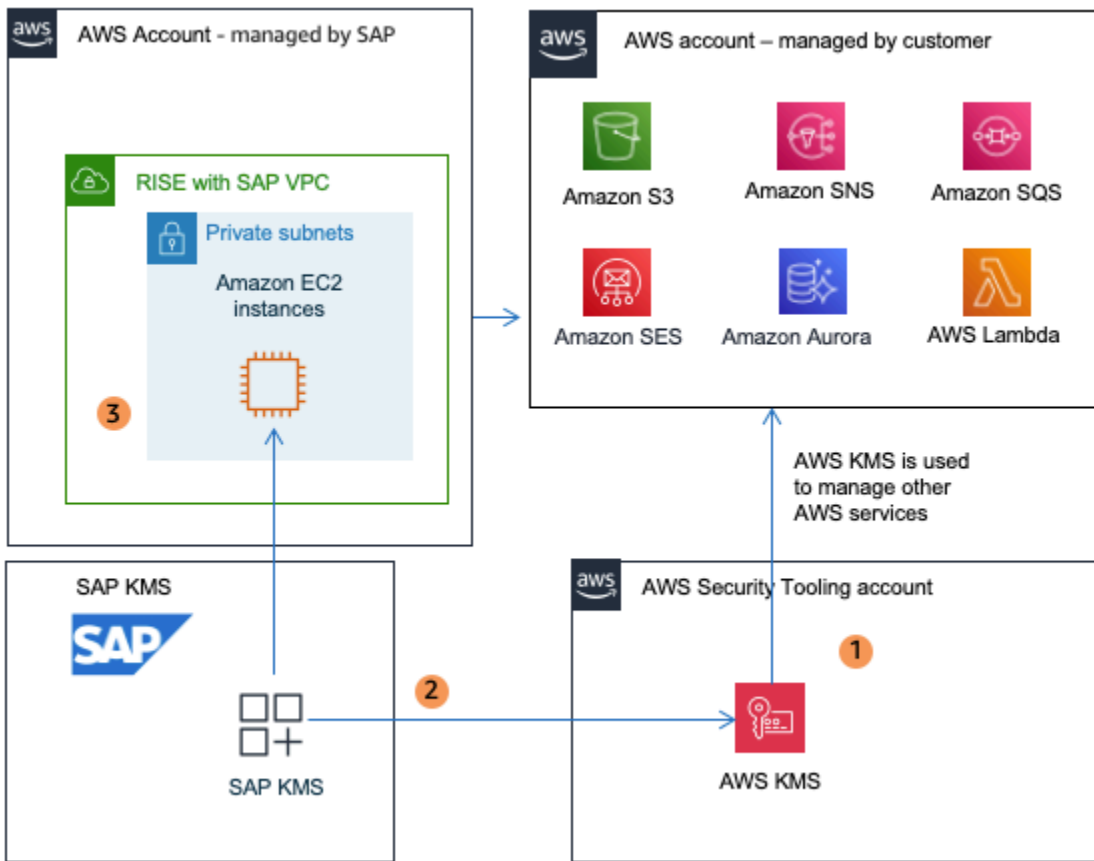 aws
AWS Account - managed by SAP
RISE with SAP VPC
Private subnets
Amazon EC2
instances
3
aws
AWS account – managed by customer
Amazon S3
Amazon SNS
Amazon SQS
Amazon SES
Amazon Aurora
AWS Lambda
AWS KMS is used
to manage other
AWS services
SAP KMS
SAP
2
SAP KMS
aws
AWS Security Tooling account
1
AWS KMS